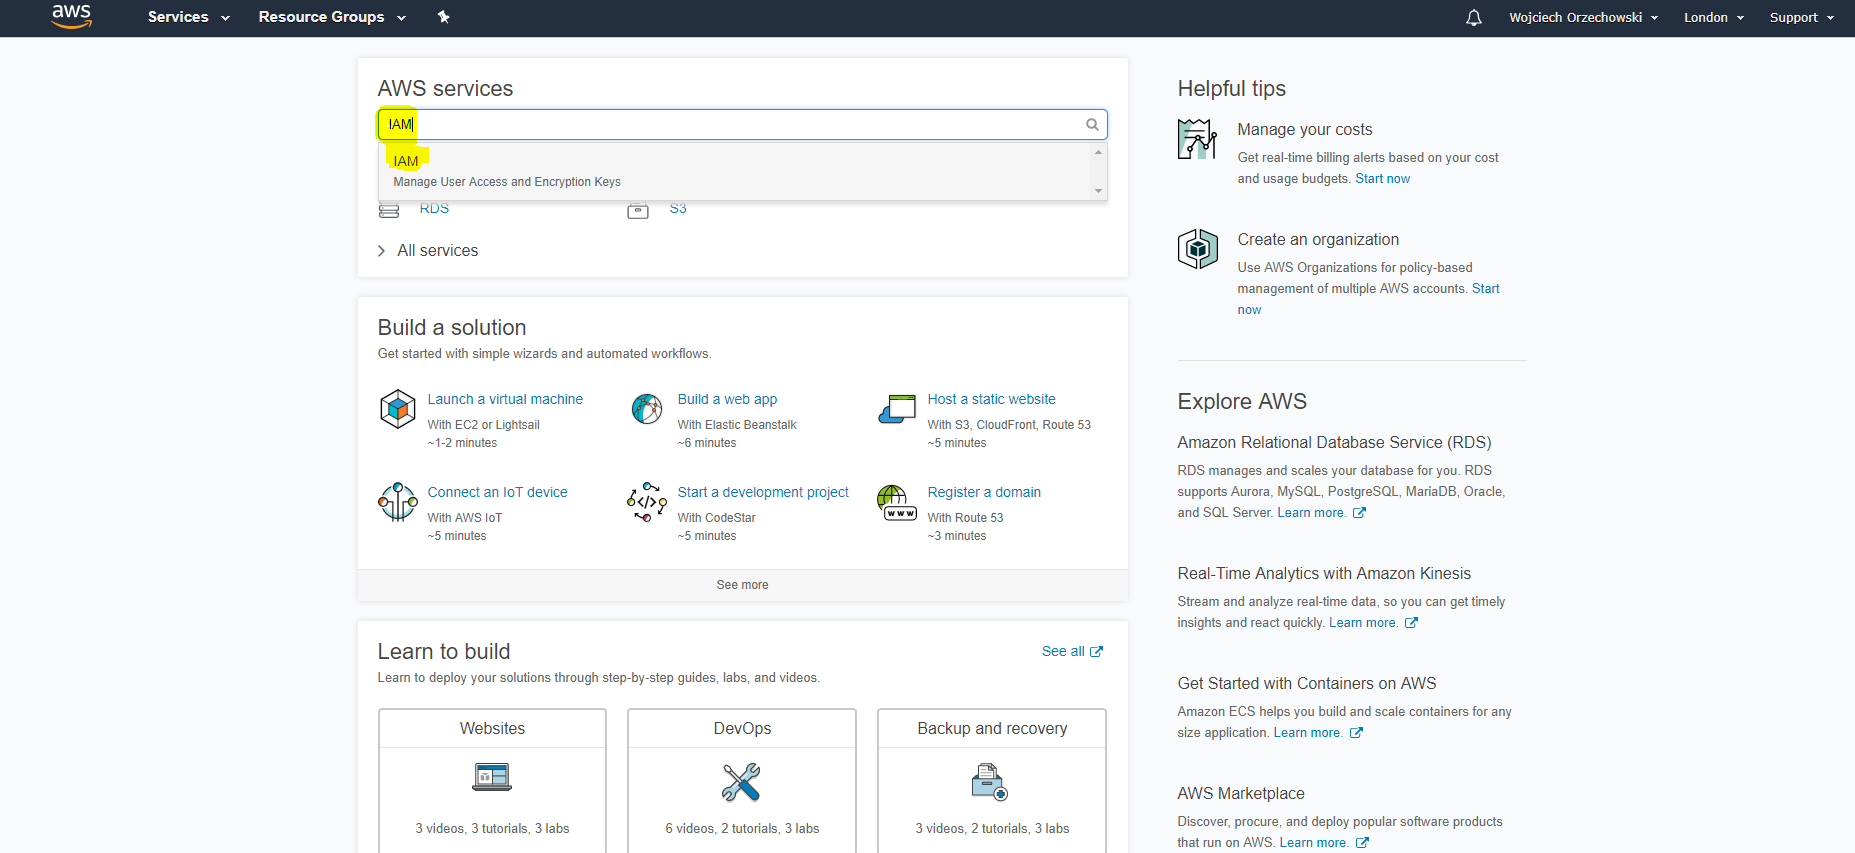 aws
Services
Resource Groups
Wojciech Orzechowski
London
Support
AWS services
IAM
IAM
Manage User Access and Encryption Keys
RDS
S3
All services
Build a solution
Get started with simple wizards and automated workflows.
Launch a virtual machine
With EC2 or Lightsail
~1-2 minutes
Build a web app
With Elastic Beanstalk
~6 minutes
Host a static website
With S3, CloudFront, Route 53
~5 minutes
Connect an IoT device
With AWS IoT
~5 minutes
Start a development project
With CodeStar
~5 minutes
Register a domain
With Route 53
~3 minutes
See more
Learn to build
See all
Learn to deploy your solutions through step-by-step guides, labs, and videos.
Websites
3 videos, 3 tutorials, 3 labs
DevOps
6 videos, 2 tutorials, 3 labs
Backup and recovery
3 videos, 2 tutorials, 3 labs
Helpful tips
Manage your costs
Get real-time billing alerts based on your cost
and usage budgets. Start now
Create an organization
Use AWS Organizations for policy-based
management of multiple AWS accounts. Start
now
Explore AWS
Amazon Relational Database Service (RDS)
RDS manages and scales your database for you. RDS
supports Aurora, MySQL, PostgreSQL, MariaDB, Oracle,
and SQL Server. Learn more.
Real-Time Analytics with Amazon Kinesis
Stream and analyze real-time data, so you can get timely
insights and react quickly. Learn more.
Get Started with Containers on AWS
Amazon ECS helps you build and scale containers for any
size application. Learn more.
AWS Marketplace
Discover, procure, and deploy popular software products
that run on AWS. Learn more.